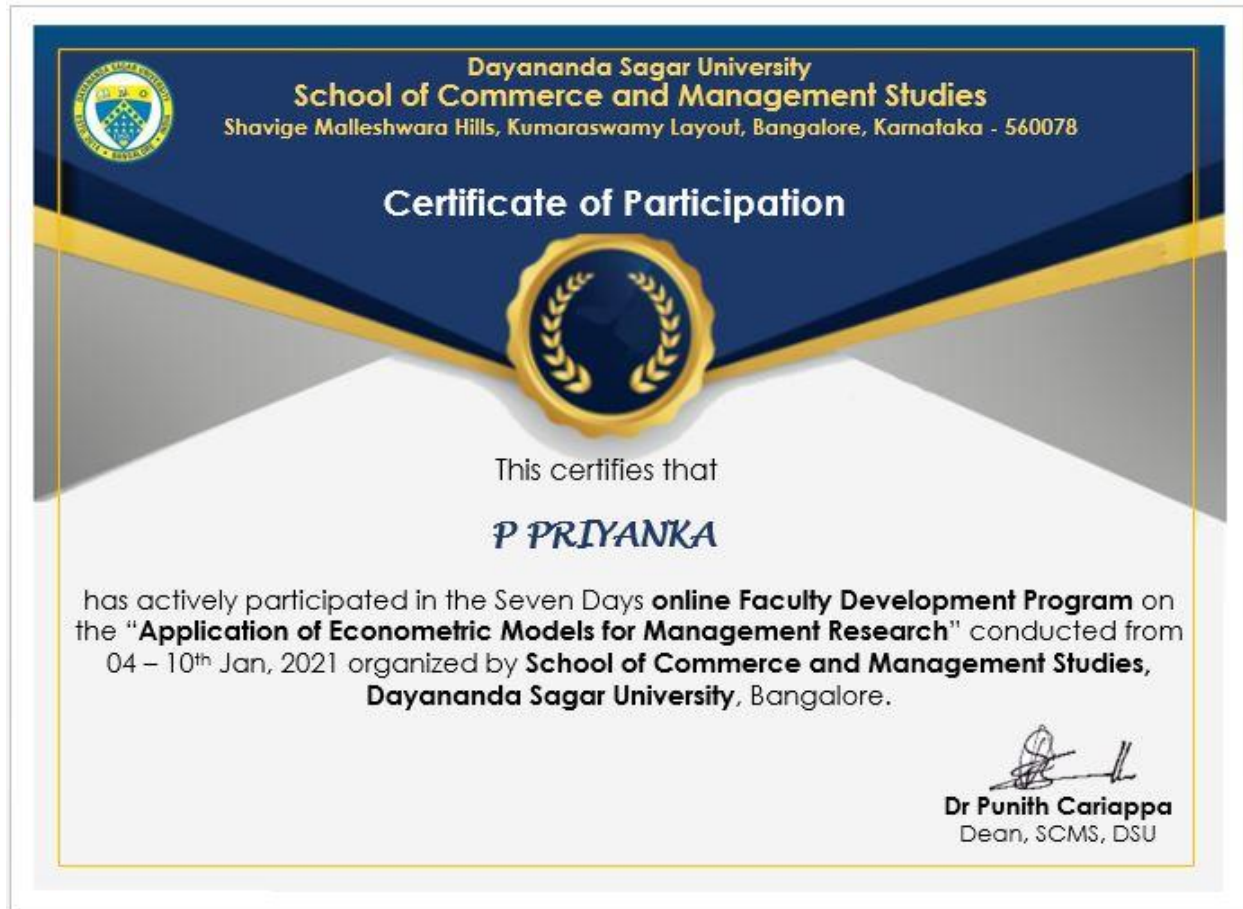 Dayananda Sagar University
School of Commerce and Management Studies
Shavige Malleshwara Hills, Kumaraswamy Layout, Bangalore, Karnataka - 560078
Certificate of Participation
This certifies that
P PRIYANKA
has actively participated in the Seven Days online Faculty Development Program on
the “Application of Econometric Models for Management Research” conducted from
04 – 10th Jan, 2021 organized by School of Commerce and Management Studies,
Dayananda Sagar University, Bangalore.
Dr Punith Cariappa
Dean, SCMS, DSU